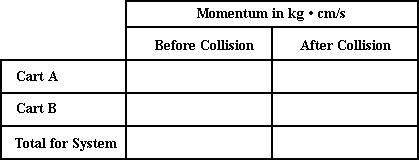 Momentum in kg • cm/s
Before Collision After Collision
Cart A
Cart B
Total for System